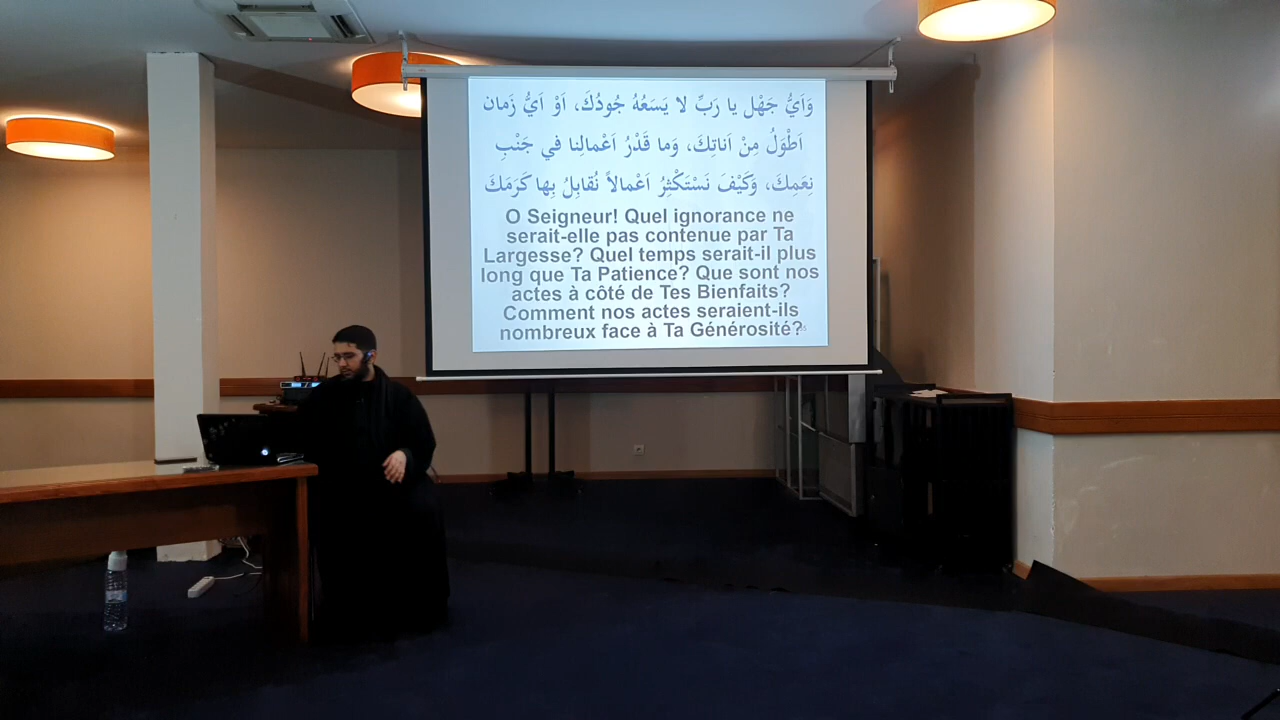 وَاَيُّ جَهْل يا رَبِّ لا يَسَعُهُ جُودُكَ، اَوْ اَيُّ زَمان
اَطْوَلُ مِنْ اَناتِكَ، وَما قَدْرُ اَعْمالِنا في جَنْبِ
نِعَمِكَ، وَكَيْفَ نَسْتَكْثِرُ اَعْمالاً نُقابِلُ بِها كَرَمَكَ
O Seigneur! Quel ignorance ne
serait-elle pas contenue par Ta
Largesse? Quel temps serait-il plus
long que Ta Patience? Que sont nos
actes à côté de Tes Bienfaits?
Comment nos actes seraient-ils
nombreux face à Ta Générosité?